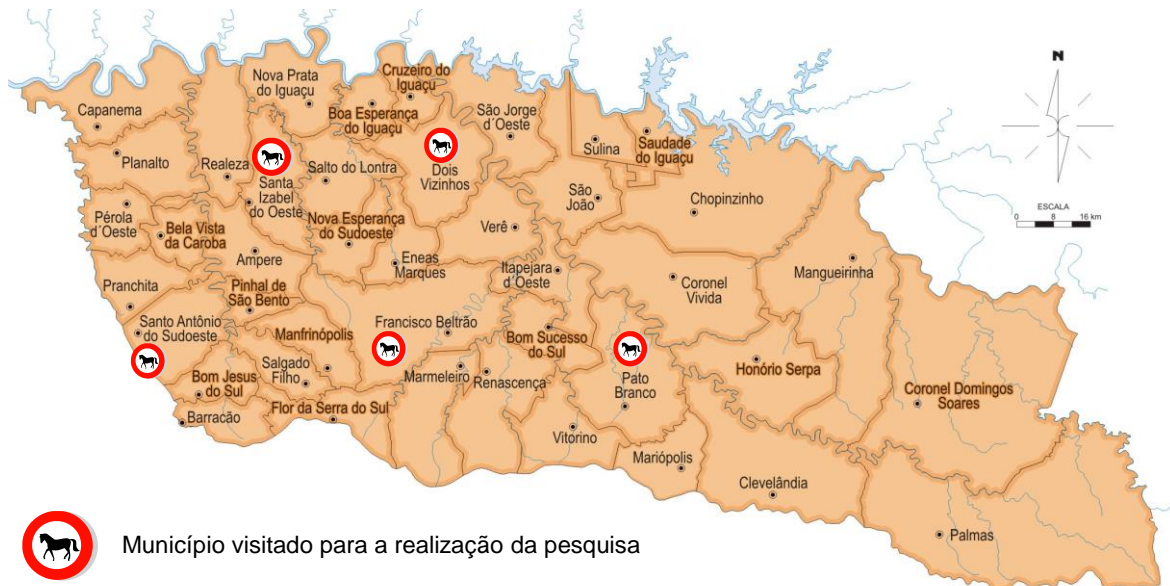 Capanema
Nova Prata
do Iguaçu
Cruzeiro do
Iguaçu
Boa Esperança
do Iguaçu
São Jorge
d´Oeste
Sulina
Saudade
do Iguaçu
N
ESCALA
0 8 16 km
Planalto
Realeza
Santa
Izabel
do Oeste
Salto do Lontra
Dois
Vizinhos
São
João
Chopinzinho
Pérola
d´Oeste
Bela Vista
da Caroba
Nova Esperança
do Sudoeste
Verê
Ampere
Eneas
Marques
Itapejara
d´Oeste
Coronel
Vivida
Mangueirinha
Pranchita
Pinhal de
São Bento
Santo Antônio
do Sudoeste
Manfrinópolis
Francisco Beltrão
Bom Sucesso
do Sul
Salgado
Filho
Marmeleiro
Renascença
Pato
Branco
Honório Serpa
Coronel Domingos
Soares
Bom Jesus
do Sul
Barracão
Flor da Serra do Sul
Vitorino
Mariópolis
Clevelândia
Palmas
Município visitado para a realização da pesquisa